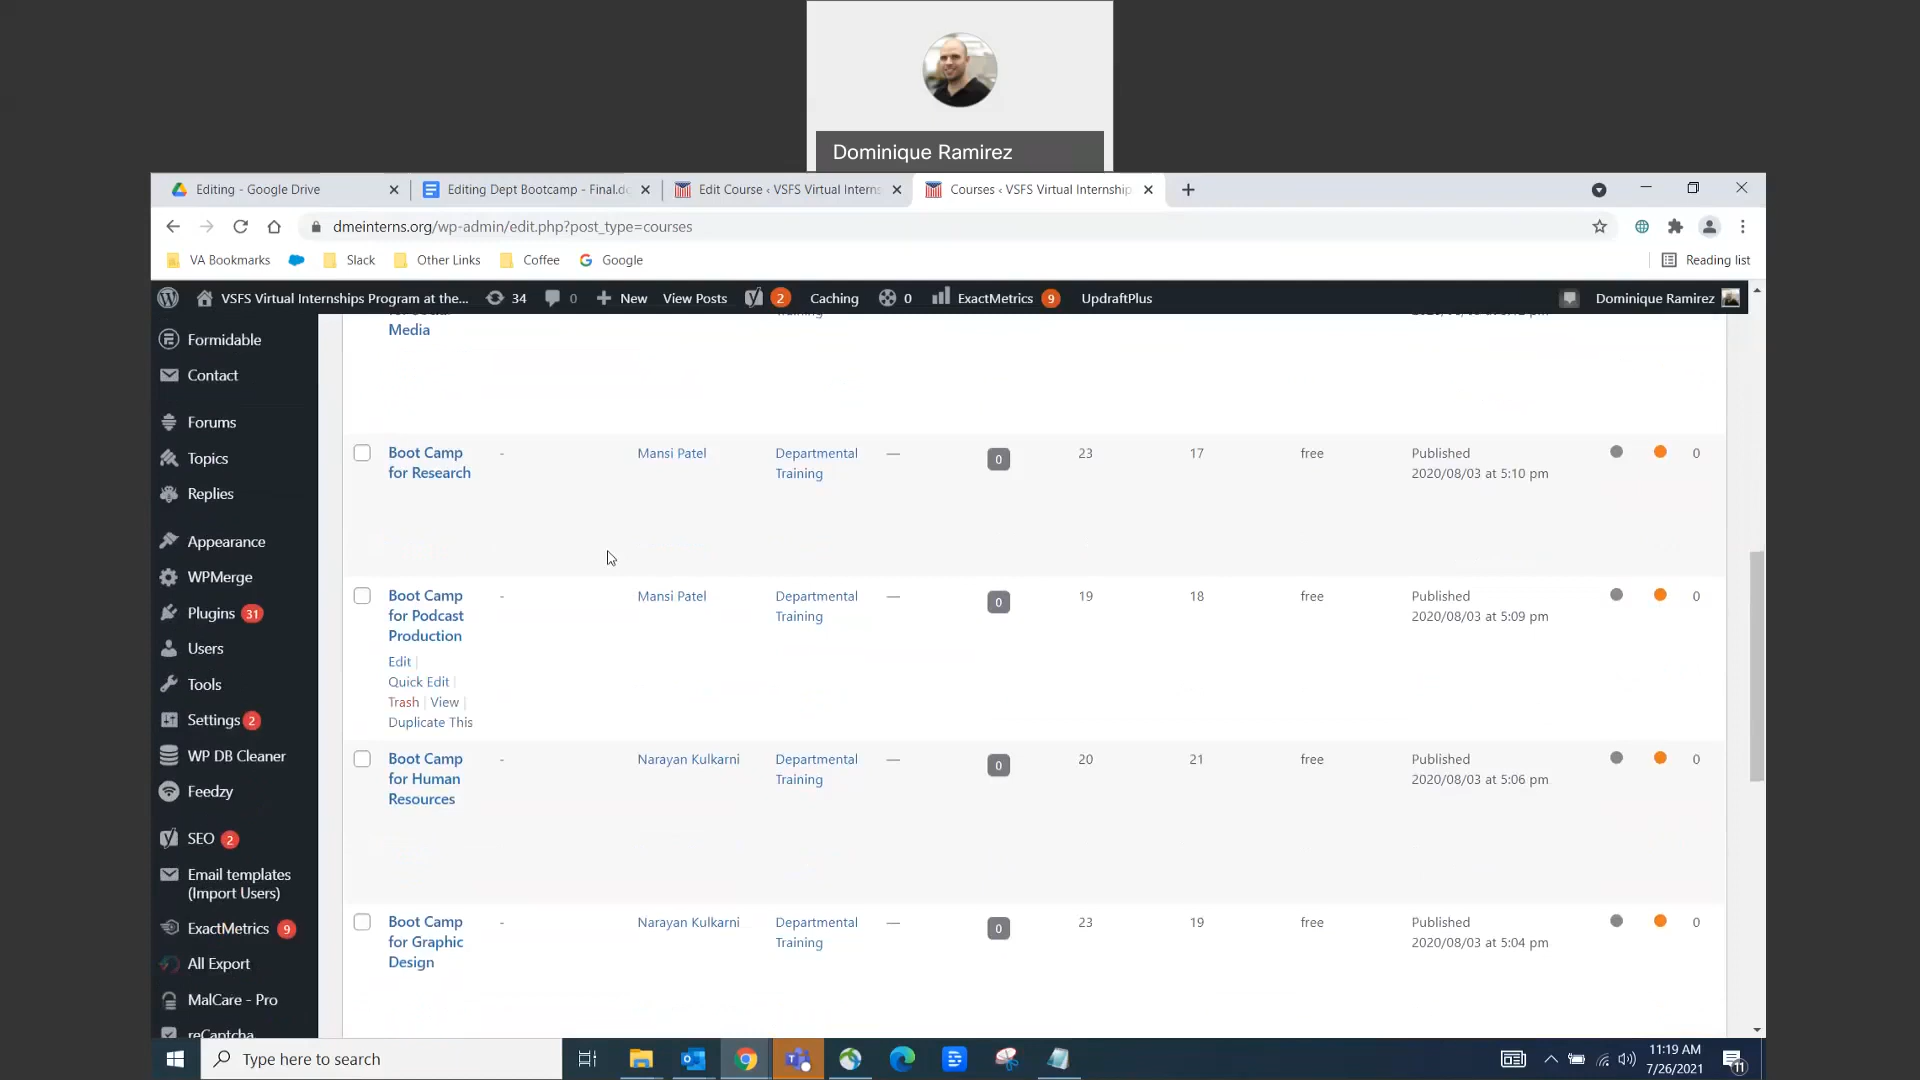 Dominique Ramirez
Editing - Google Drive
Editing Dept Bootcamp - Final.do
Edit Course ‹ VSFS Virtual Interns
Courses ‹ VSFS Virtual Internship
dmeinterns.org/wp-admin/edit.php?post_type=courses
VA Bookmarks Slack Other Links Coffee Google Reading list
VSFS Virtual Internships Program at the... 34 0 New View Posts 2 Caching 0 ExactMetrics 9 UpdraftPlus Dominique Ramirez
Formidable
Contact
Forums
Topics
Replies
Appearance
WPMerge
Plugins 31
Users
Tools
Settings 2
WP DB Cleaner
Feedzy
SEO 2
Email templates
(Import Users)
ExactMetrics 9
All Export
MalCare - Pro
reCaptcha
Media
Training
Boot Camp - Mansi Patel Departmental — 0 23 17 free Published 0
for Research Training 2020/08/03 at 5:10 pm
Boot Camp - Mansi Patel Departmental — 0 19 18 free Published 0
for Podcast Training 2020/08/03 at 5:09 pm
Production
Edit |
Quick Edit |
Trash | View |
Duplicate This
Boot Camp - Narayan Kulkarni Departmental — 0 20 21 free Published 0
for Human Training 2020/08/03 at 5:06 pm
Resources
Boot Camp - Narayan Kulkarni Departmental — 0 23 19 free Published 0
for Graphic Training 2020/08/03 at 5:04 pm
Design
Type here to search
11:19 AM
7/26/2021
11